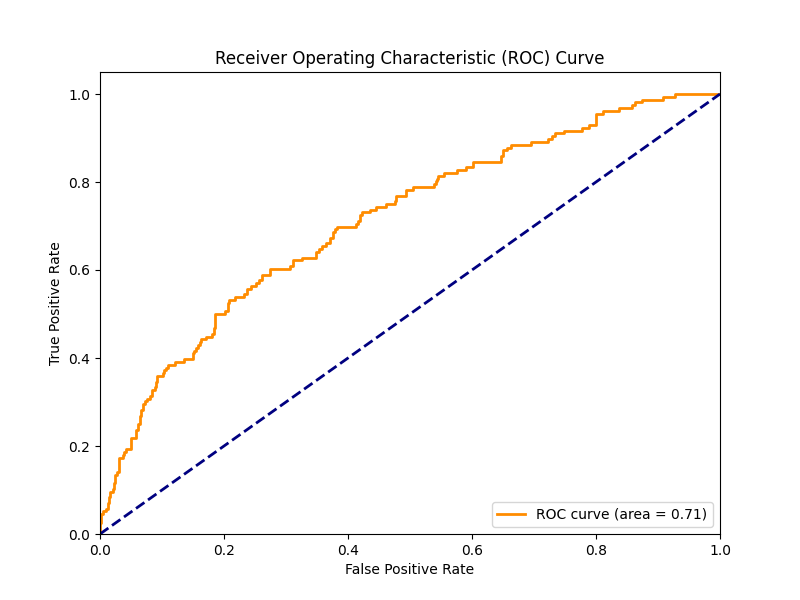 Receiver Operating Characteristic (ROC) Curve
True Positive Rate
1.0
0.8
0.6
0.4
0.2
0.0
0.0 0.2 0.4 0.6 0.8 1.0
False Positive Rate
ROC curve (area = 0.71)